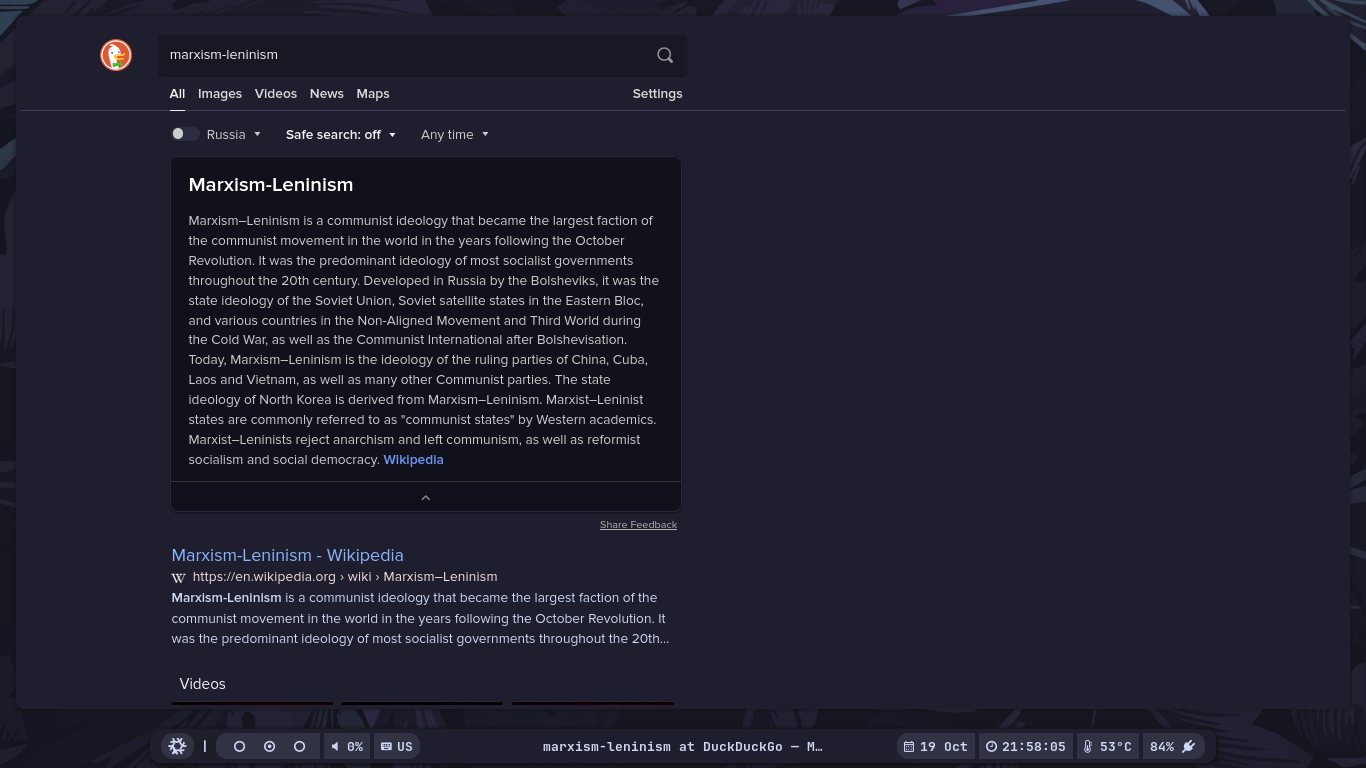 marxism-leninism
All Images Videos News Maps Settings
Russia Safe search: off Any time
Marxism-Leninism
Marxism–Leninism is a communist ideology that became the largest faction of
the communist movement in the world in the years following the October
Revolution. It was the predominant ideology of most socialist governments
throughout the 20th century. Developed in Russia by the Bolsheviks, it was the
state ideology of the Soviet Union, Soviet satellite states in the Eastern Bloc,
and various countries in the Non-Aligned Movement and Third World during
the Cold War, as well as the Communist International after Bolshevisation.
Today, Marxism–Leninism is the ideology of the ruling parties of China, Cuba,
Laos and Vietnam, as well as many other Communist parties. The state
ideology of North Korea is derived from Marxism–Leninism. Marxist–Leninist
states are commonly referred to as "communist states" by Western academics.
Marxist–Leninists reject anarchism and left communism, as well as reformist
socialism and social democracy. Wikipedia
Share Feedback
Marxism-Leninism - Wikipedia
W https://en.wikipedia.org › wiki › Marxism–Leninism
Marxism-Leninism is a communist ideology that became the largest faction of the
communist movement in the world in the years following the October Revolution. It
was the predominant ideology of most socialist governments throughout the 20th...
Videos
| 0% US marxism-leninism at DuckDuckGo — M… 19 Oct 21:58:05 53°C 84%